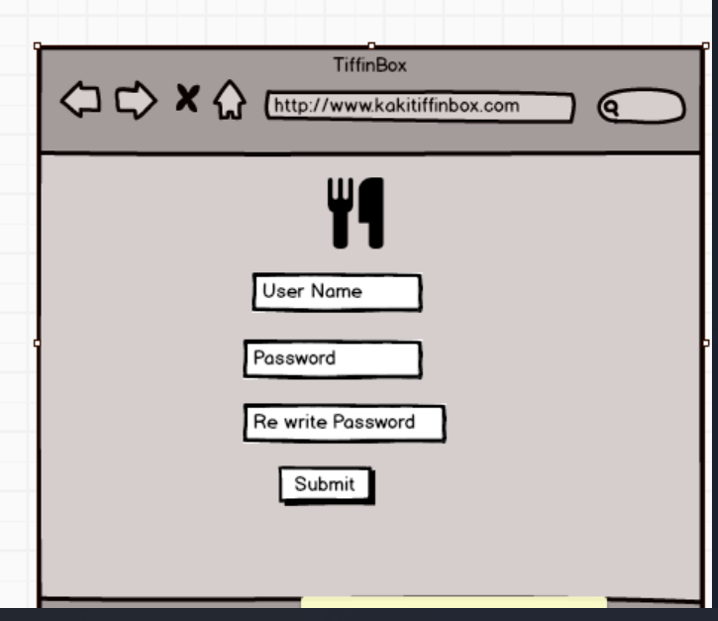 TiffinBox
http://www.kakitiffinbox.com
User Name
Password
Re write Password
Submit